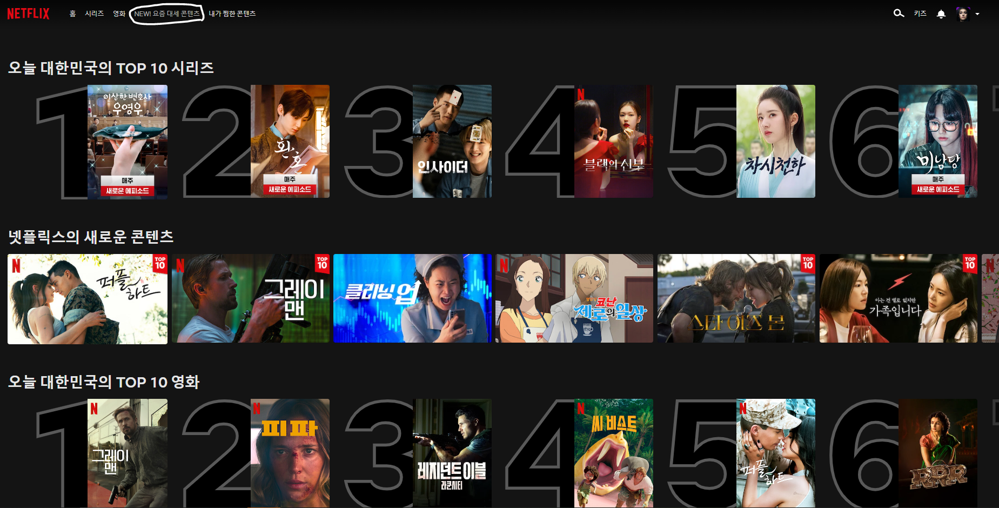 NETFLIX 홈 시리즈 영화 NEW! 요즘 대세 콘텐츠 내가 찜한 콘텐츠 키즈
오늘 대한민국의 TOP 10 시리즈
1 2 3 4 5 6
이상한 변호사
우영우
매주
새로운 에피소드
환혼
매주
새로운 에피소드
인사이더
N
블랙의 신부
차시천하
미남당
매주
새로운 에피소드
넷플릭스의 새로운 콘텐츠
N
TOP
10
퍼플
하트
N
TOP
10
그레이
맨
클리닝 업
N
명탐정
코난
제로의 일상
TOP
10
스타 이즈 본
TOP
10
아는 건 별로 없지만
가족입니다
N
오늘 대한민국의 TOP 10 영화
1 2 3 4 5 6
N
그레이
맨
N
피파
레지던트 이블
라쿤시티
N
씨 비스트
N
퍼플
하트
RRR